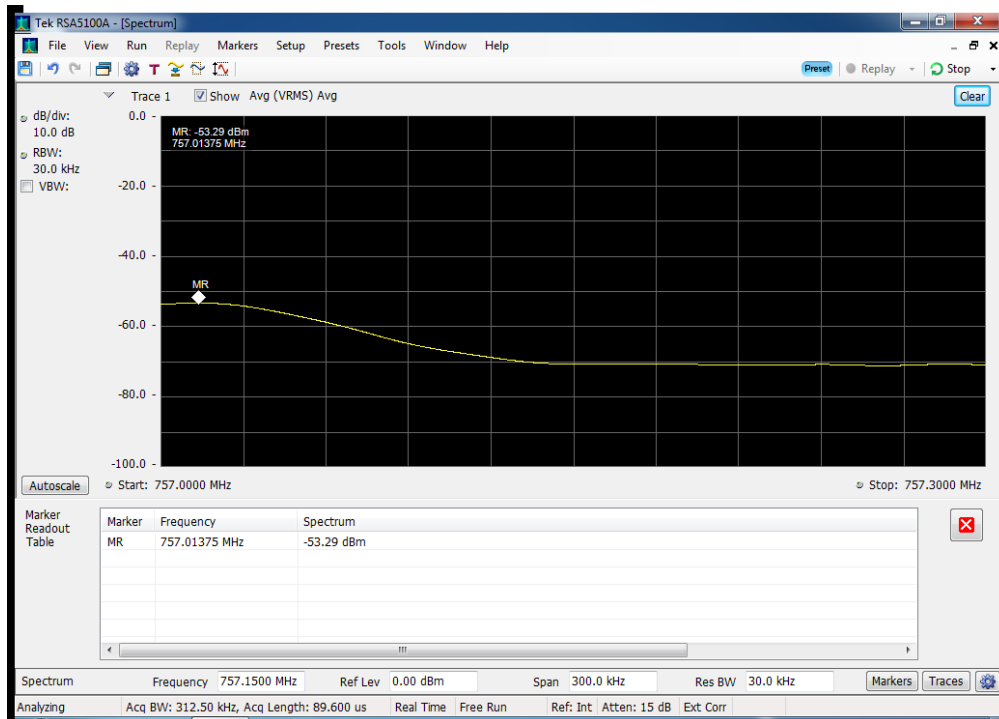 Tek RSA5100A - [Spectrum]
File View Run Replay Markers Setup Presets Tools Window Help
T Preset Replay Stop
Trace 1 Show Avg (VRMS) Avg Clear
dB/div:
10.0 dB
RBW:
30.0 kHz
VBW:
0.0
-20.0
-40.0
-60.0
-80.0
-100.0
MR: -53.29 dBm
757.01375 MHz
MR
Autoscale Start: 757.0000 MHz Stop: 757.3000 MHz
Marker
Readout
Table
Marker Frequency Spectrum
MR 757.01375 MHz -53.29 dBm
Spectrum Frequency 757.1500 MHz Ref Lev 0.00 dBm Span 300.0 kHz Res BW 30.0 kHz Markers Traces
Analyzing Acq BW: 312.50 kHz, Acq Length: 89.600 us Real Time Free Run Ref: Int Atten: 15 dB Ext Corr